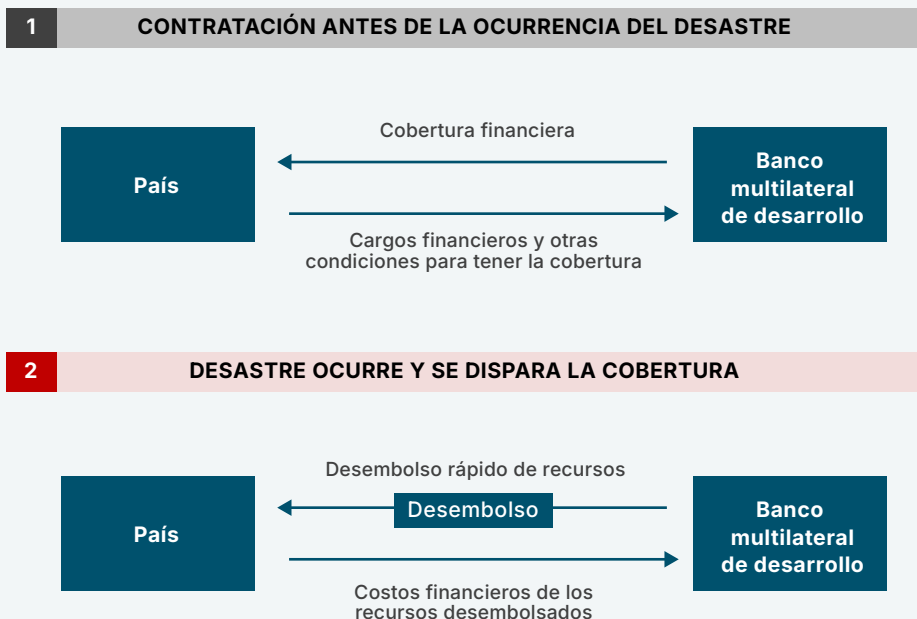 1
CONTRATACIÓN ANTES DE LA OCURRENCIA DEL DESASTRE
Cobertura financiera
País
Banco
multilateral
de desarrollo
Cargos financieros y otras
condiciones para tener la cobertura
2
DESASTRE OCURRE Y SE DISPARA LA COBERTURA
Desembolso rápido de recursos
Desembolso
País
Banco
multilateral
de desarrollo
Costos financieros de los
recursos desembolsados